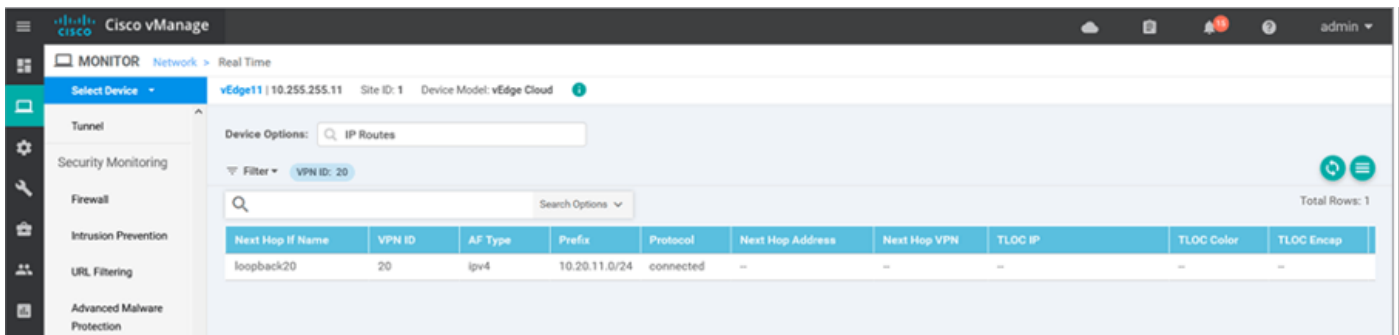 cisco Cisco vManage 15 admin
MONITOR Network > Real Time
Select Device vEdge11 | 10.255.255.11 Site ID: 1 Device Model: vEdge Cloud i
Tunnel
Device Options: IP Routes
Security Monitoring
Filter VPN ID: 20
Firewall
Search Options Total Rows: 1
Intrusion Prevention
Next Hop If Name VPN ID AF Type Prefix Protocol Next Hop Address Next Hop VPN TLOC IP TLOC Color TLOC Encap
loopback20 20 ipv4 10.20.11.0/24 connected -- -- -- -- --
URL Filtering
Advanced Malware
Protection